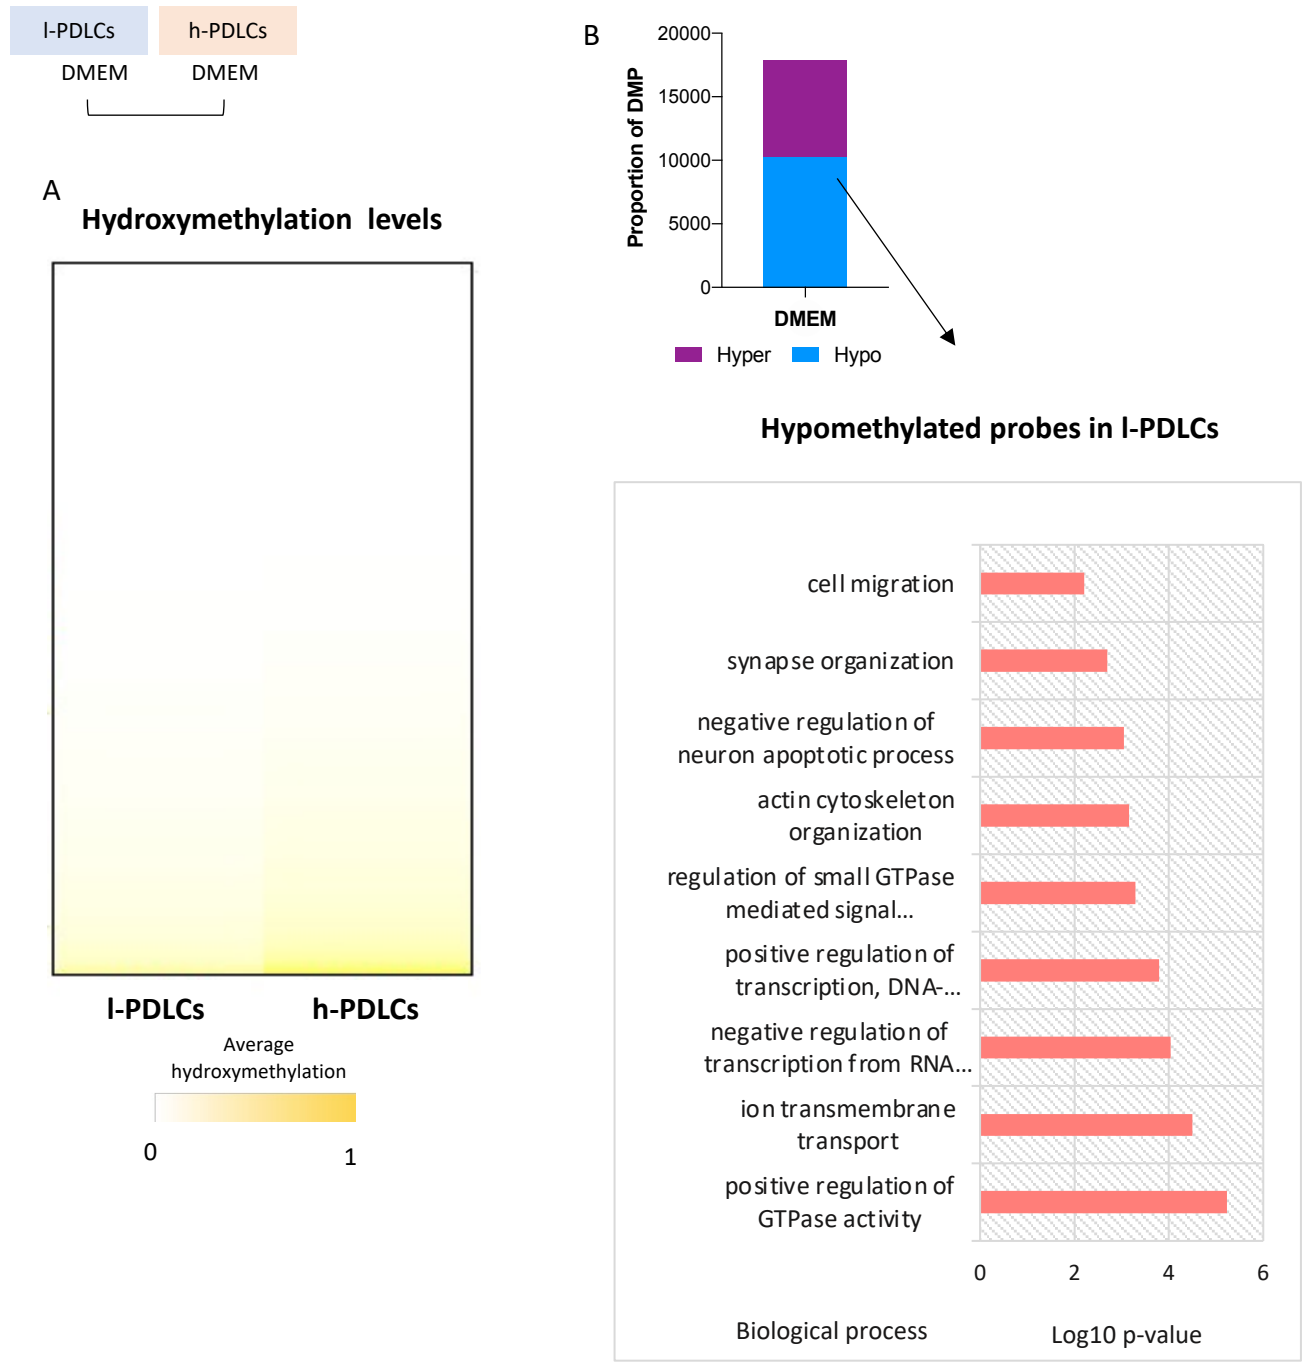 l-PDLCs
h-PDLCs
DMEM
DMEM
A
Hydroxymethylation levels
l-PDLCs
h-PDLCs
Average
hydroxymethylation
0
1
B
Proportion of DMP
20000
15000
10000
5000
0
DMEM
Hyper
Hypo
Hypomethylated probes in l-PDLCs
cell migration
synapse organization
negative regulation of
neuron apoptotic process
actin cytoskeleton
organization
regulation of small GTPase
mediated signal...
positive regulation of
transcription, DNA-...
negative regulation of
transcription from RNA...
ion transmembrane
transport
positive regulation of
GTPase activity
0
2
4
6
Biological process
Log10 p-value